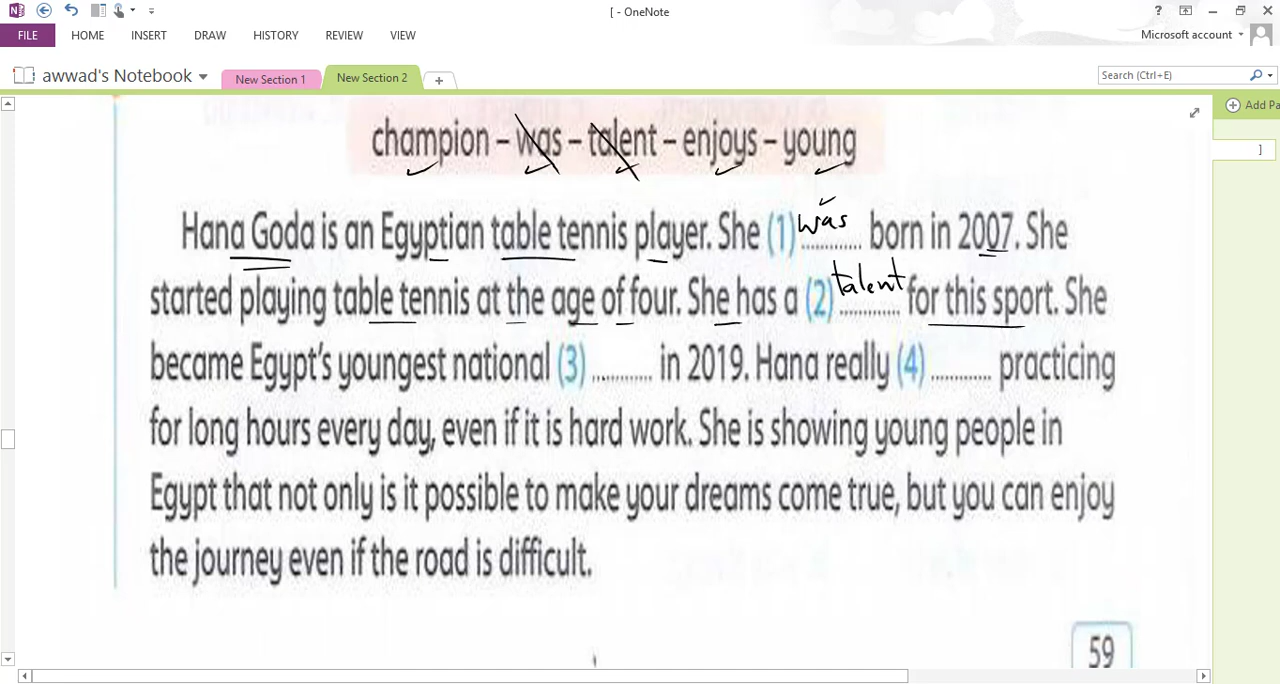 [ - OneNote
?
FILE HOME INSERT DRAW HISTORY REVIEW VIEW
Microsoft account
awwad's Notebook
New Section 1
New Section 2
Search (Ctrl+E)
Add Pa
champion – was – talent – enjoys – young
Hana Goda is an Egyptian table tennis player. She (1) was ............ born in 2007. She
started playing table tennis at the age of four. She has a (2) talent ............ for this sport. She
became Egypt's youngest national (3) ............ in 2019. Hana really (4) ............ practicing
for long hours every day, even if it is hard work. She is showing young people in
Egypt that not only is it possible to make your dreams come true, but you can enjoy
the journey even if the road is difficult.
59
]